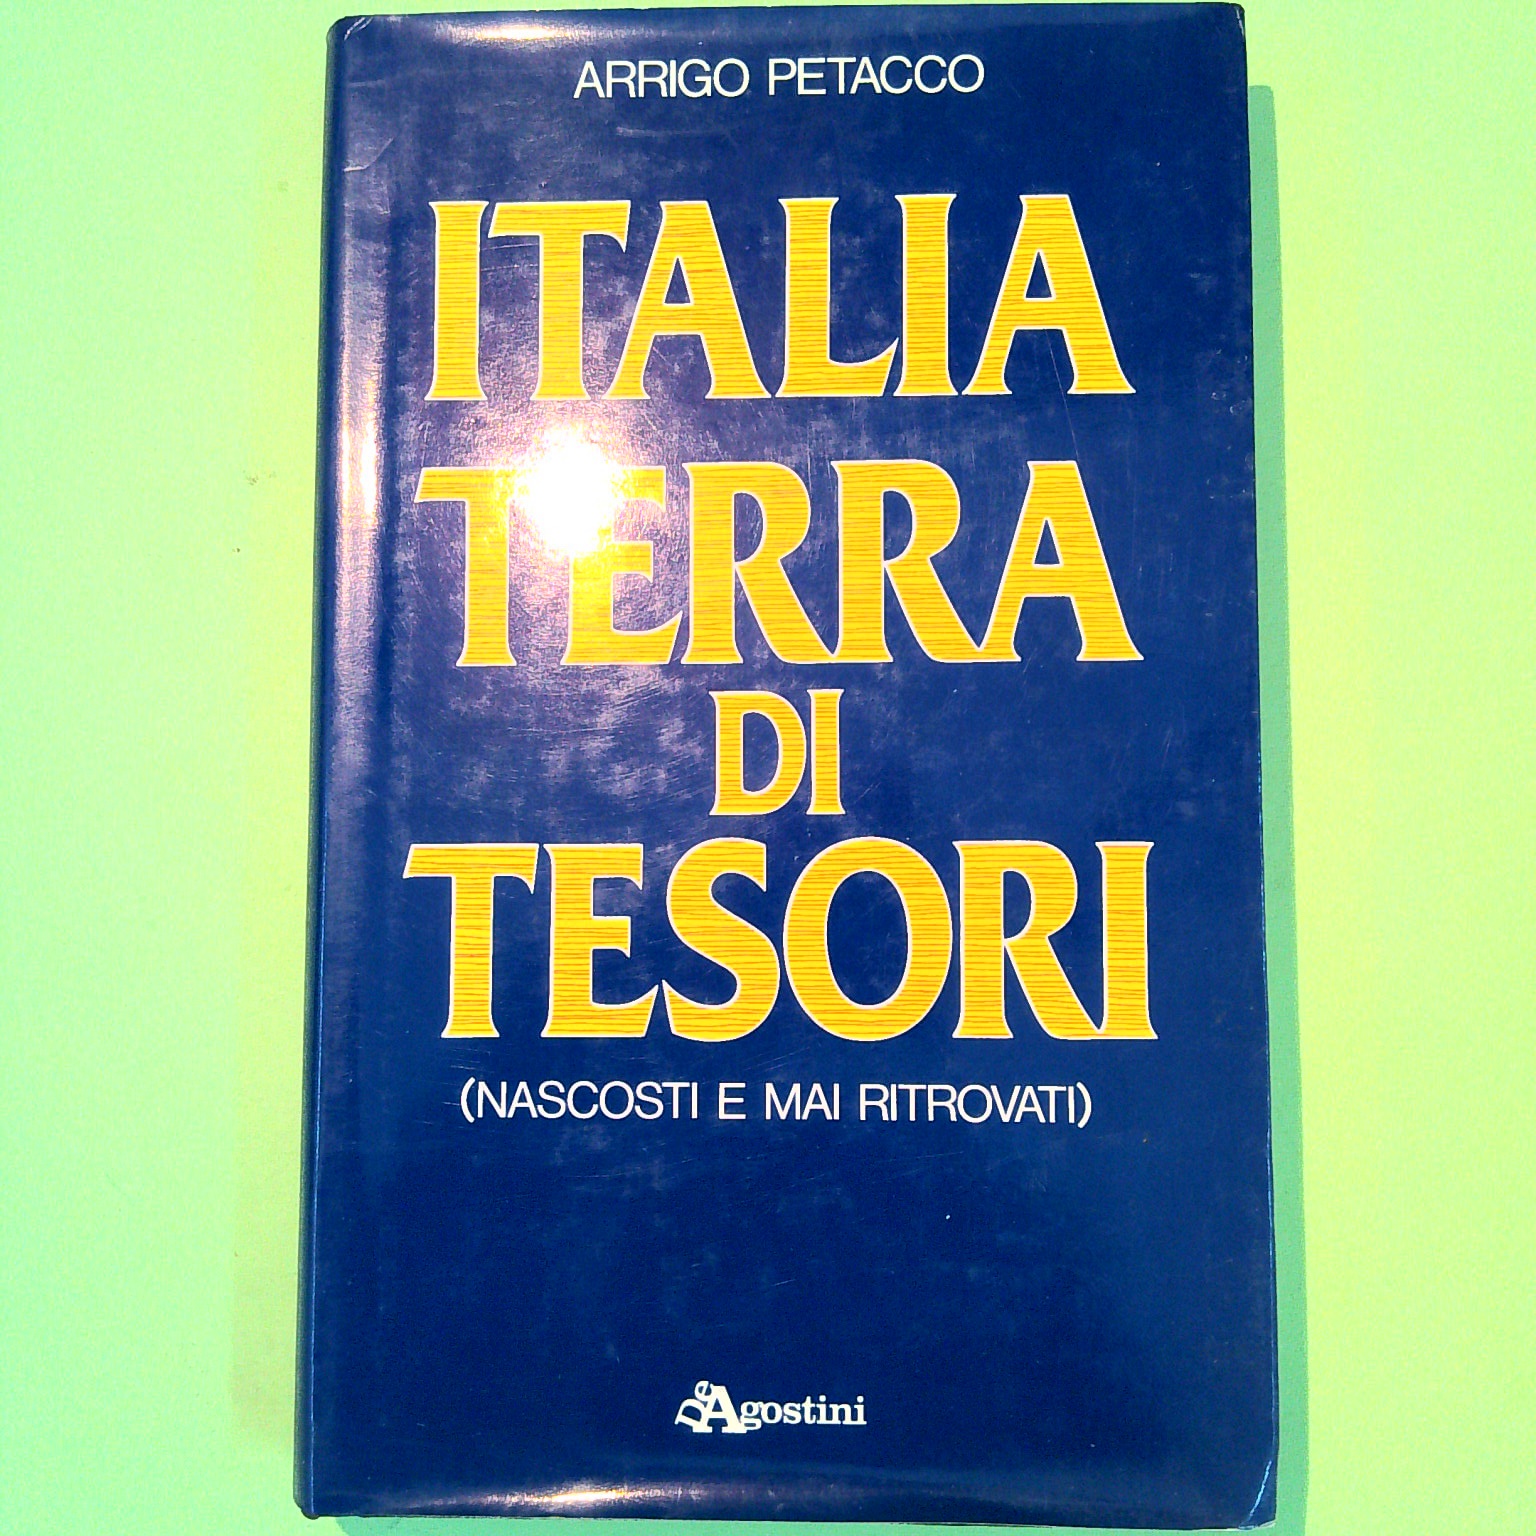 ARRIGO PETACCO
ITALIA
TERRA
DI
TESORI
(NASCOSTI E MAI RITROVATI)
DeAgostini